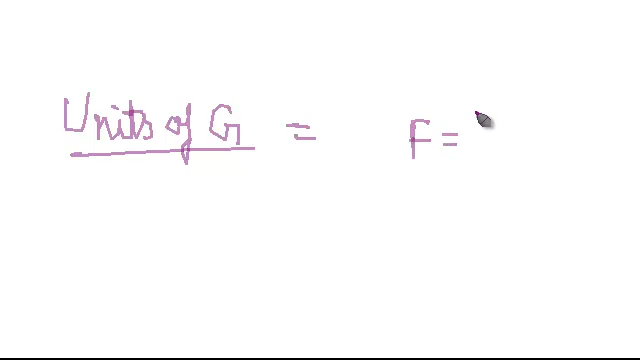 Units of G = F =